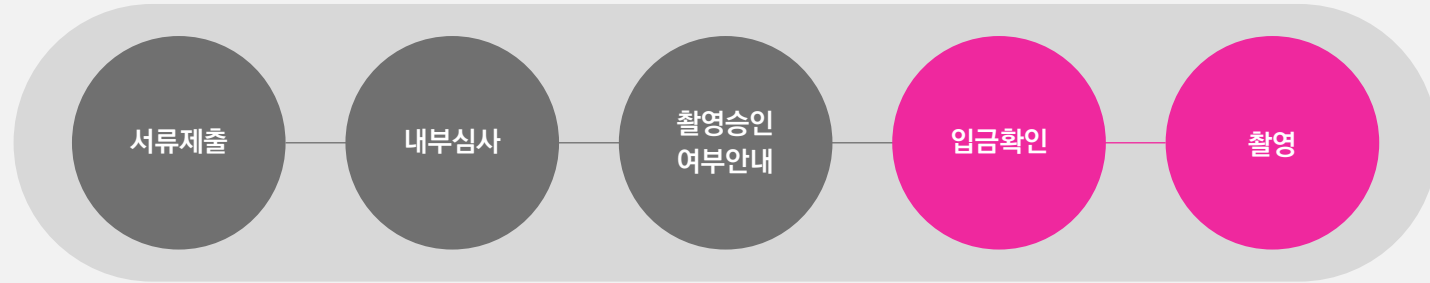 서류제출
내부심사
촬영승인
여부안내
입금확인
촬영